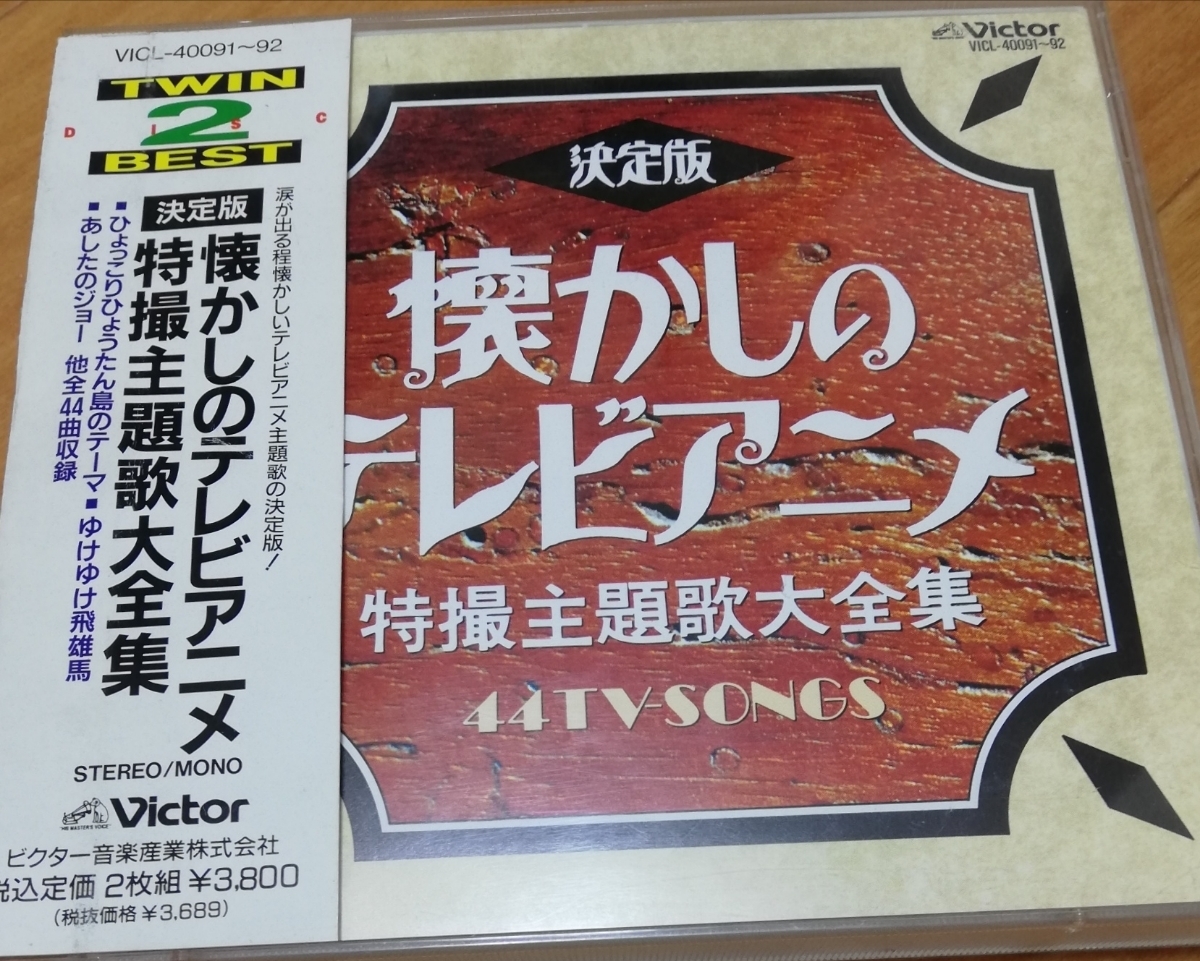 VICL-40091〜92
TWIN
2
DISC
BEST
涙が出る程懐かしいテレビアニメ主題歌の決定版!
決定版
懐かしのテレビアニメ
特撮主題歌大全集
■ひょっこりひょうたん島のテーマ■ゆけゆけ飛雄馬
■あしたのジョー 他全44曲収録
STEREO/MONO
"HIS MASTER'S VOICE"
Victor
ビクター音楽産業株式会社
税込定価 2枚組 ¥3,800
(税抜価格¥3,689)
Victor
VICL-40091〜92
決定版
懐かしの
テレビアニメ
特撮主題歌大全集
44TV-SONGS